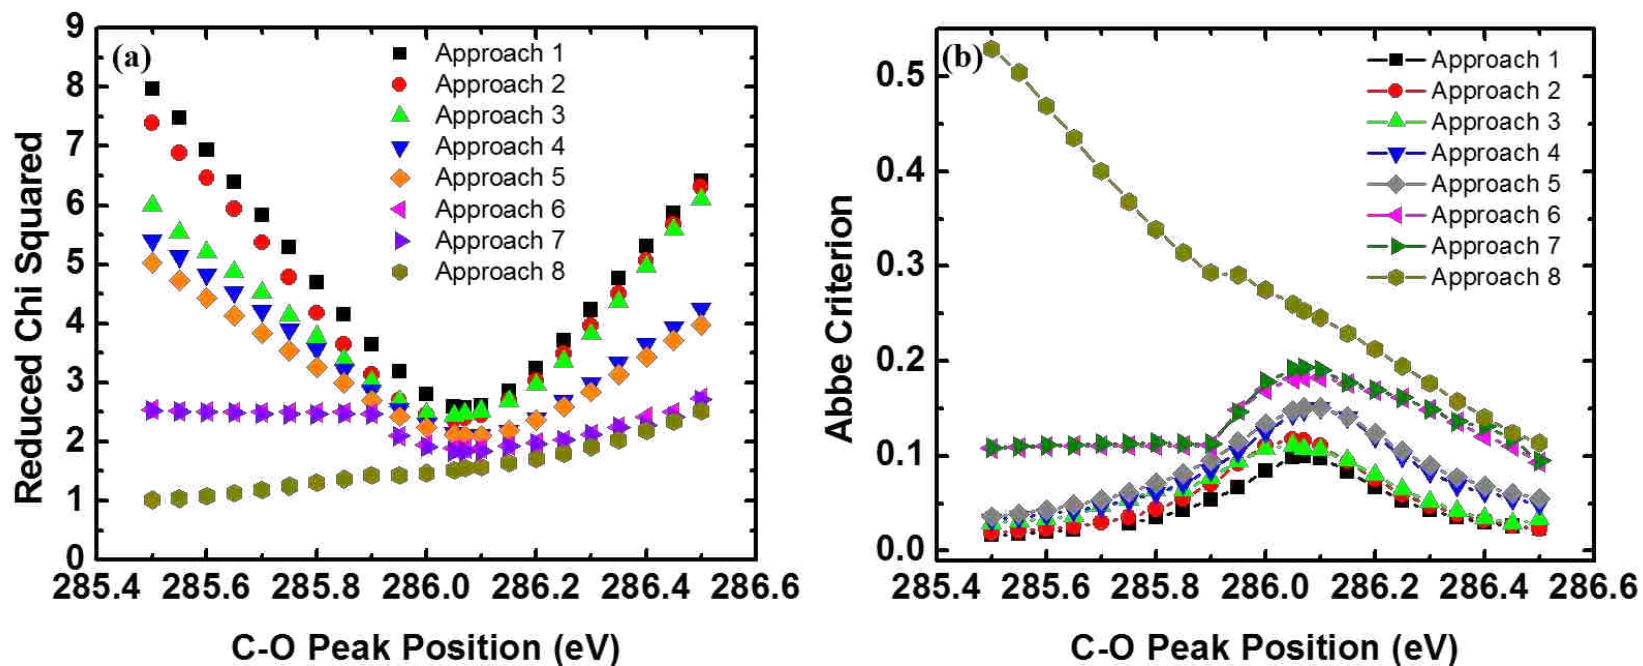 (a)
Approach 1
Approach 2
Approach 3
Approach 4
Approach 5
Approach 6
Approach 7
Approach 8
Reduced Chi Squared
9
8
7
6
5
4
3
2
1
0
285.4 285.6 285.8 286.0 286.2 286.4 286.6
C-O Peak Position (eV)
(b)
Approach 1
Approach 2
Approach 3
Approach 4
Approach 5
Approach 6
Approach 7
Approach 8
Abbe Criterion
0.5
0.4
0.3
0.2
0.1
0.0
285.4 285.6 285.8 286.0 286.2 286.4 286.6
C-O Peak Position (eV)